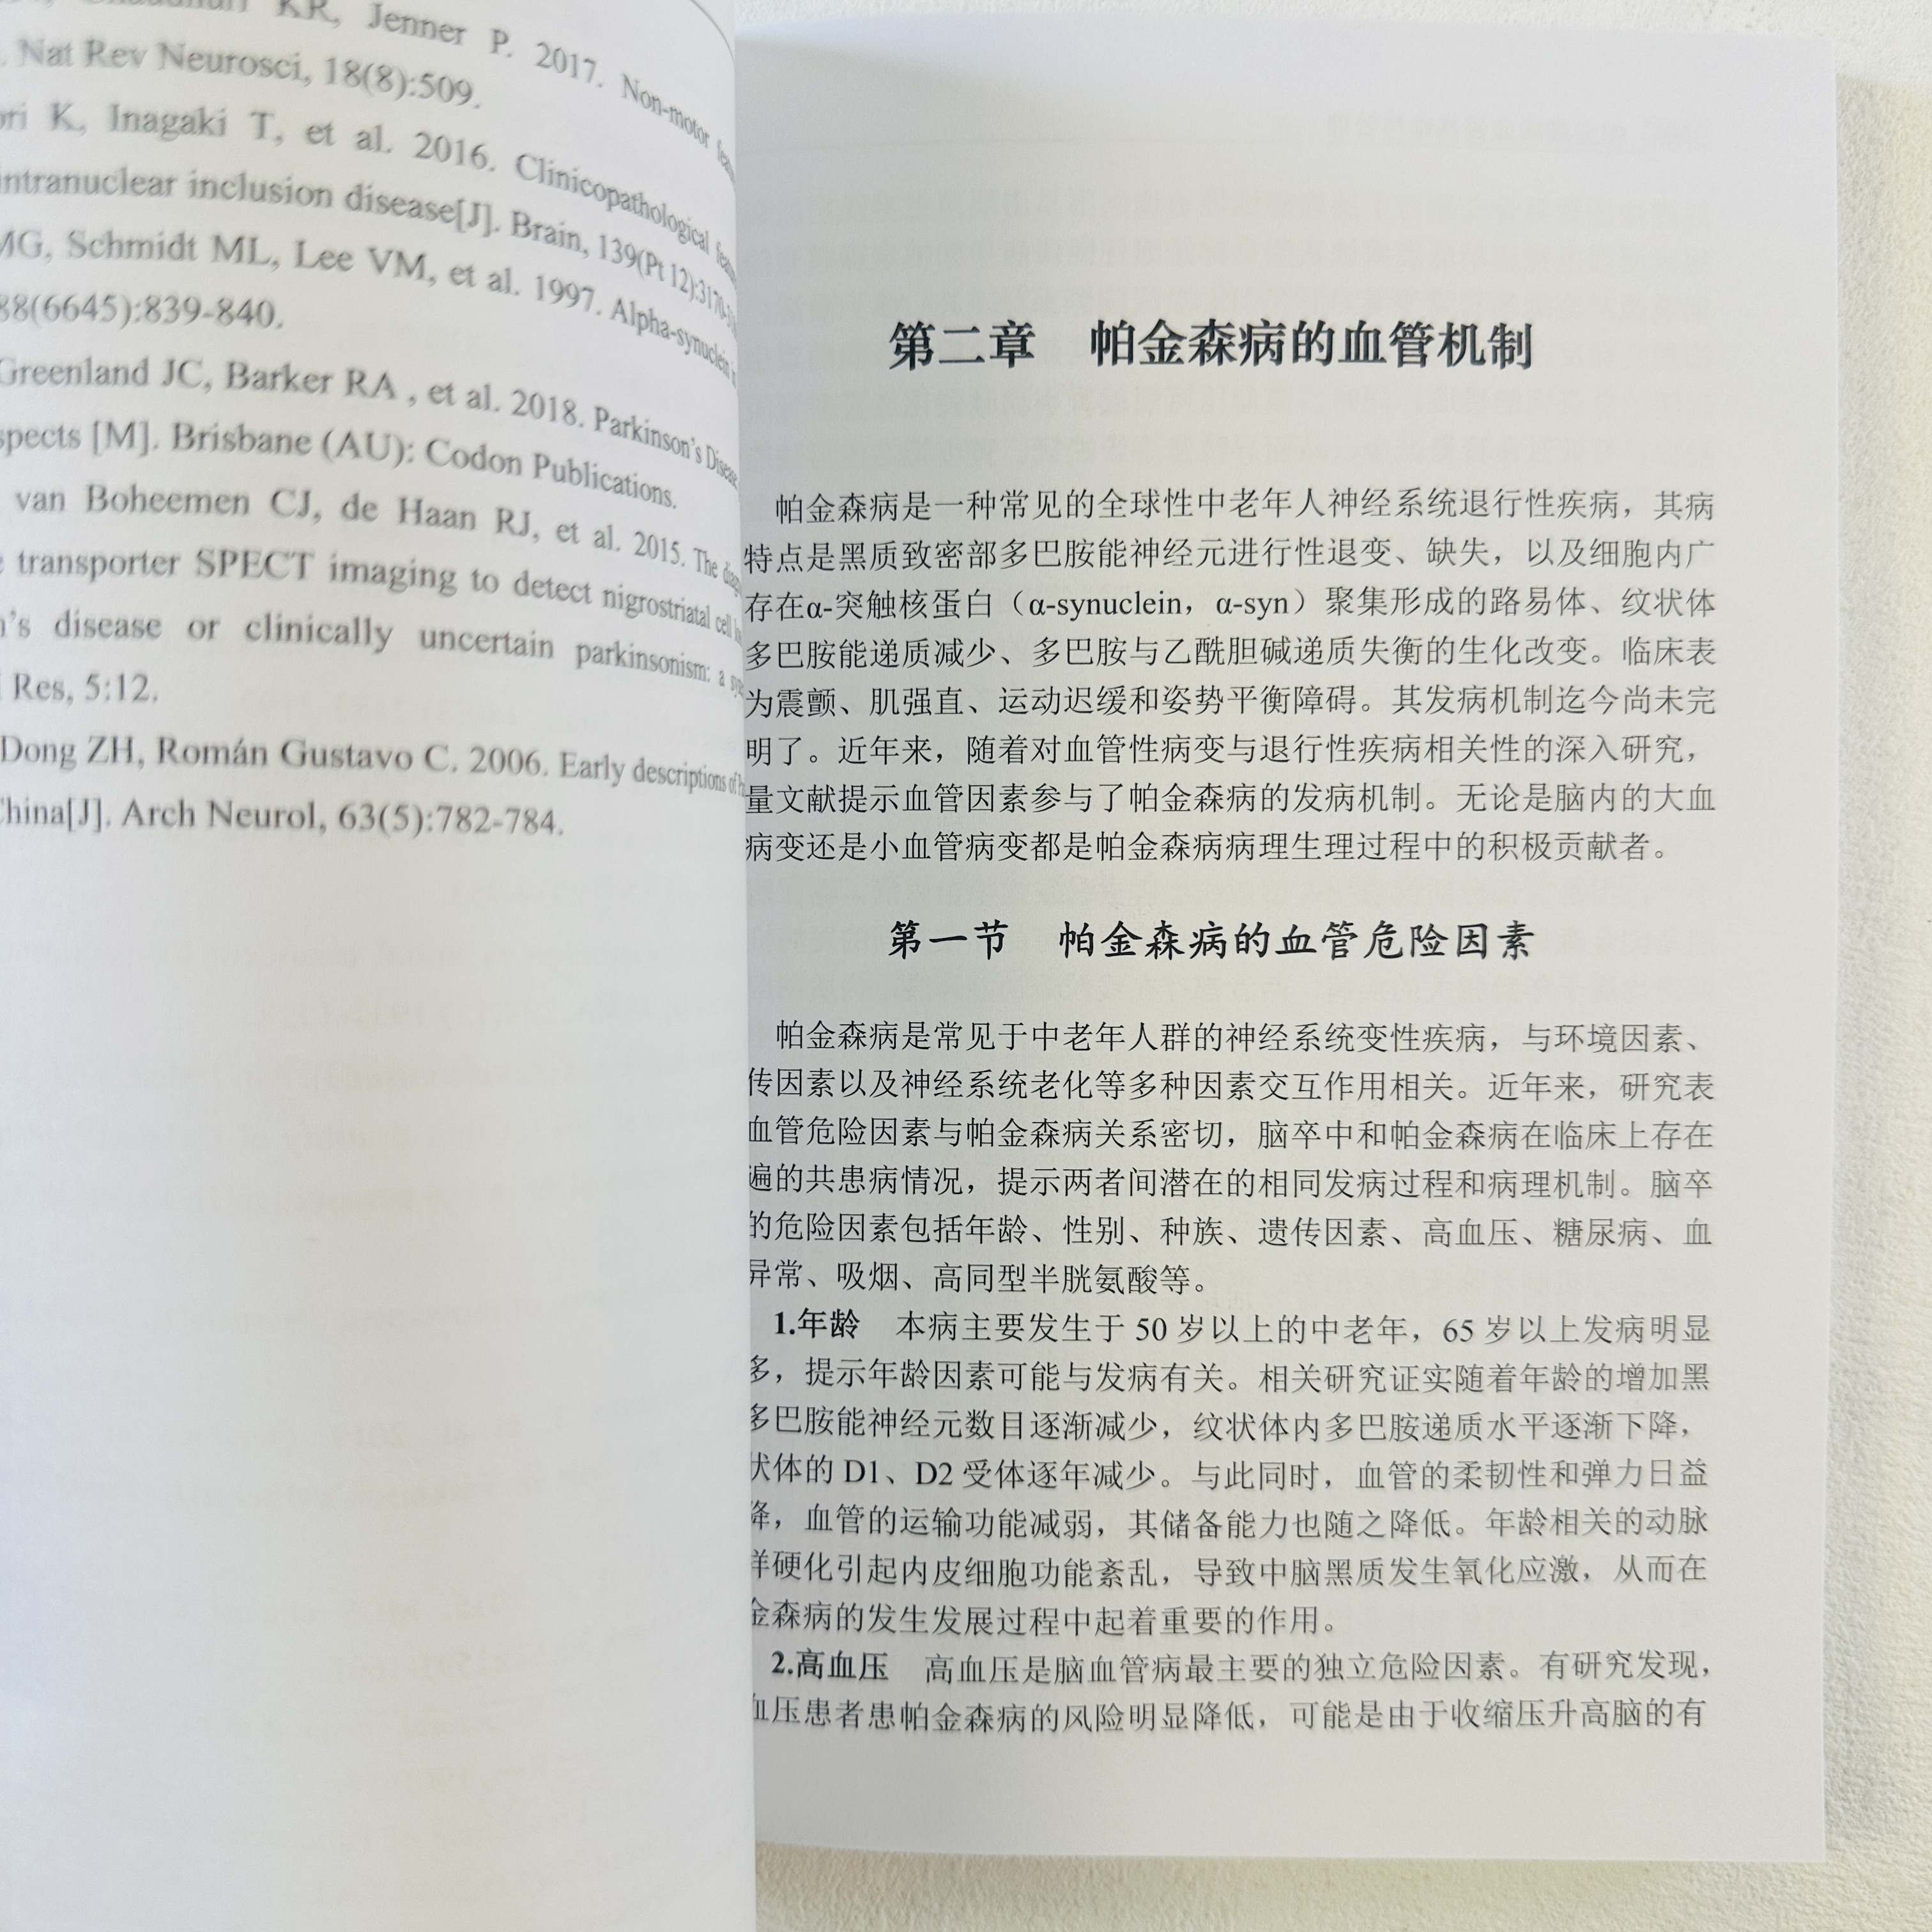 KR, Jenner P. 2017. Non-motor
Nat Rev Neurosci, 18(8):509.
K, Inagaki T, et al. 2016. Clinicopathological
intranuclear inclusion disease[J]. Brain, 139(Pt 12):3170-
MG, Schmidt ML, Lee VM, et al. 1997. Alpha-synuclein
88(6645):839-840.
Greenland JC, Barker RA , et al. 2018. Parkinson's Disease
spects [M]. Brisbane (AU): Codon Publications.
van Boheemen CJ, de Haan RJ, et al. 2015. The
transporter SPECT imaging to detect nigrostriatal cell
's disease or clinically uncertain parkinsonism: a
Res, 5:12.
Dong ZH, Román Gustavo C. 2006. Early descriptions of
China[J]. Arch Neurol, 63(5):782-784.
第二章 帕金森病的血管机制
帕金森病是一种常见的全球性中老年人神经系统退行性疾病，其病
特点是黑质致密部多巴胺能神经元进行性退变、缺失，以及细胞内广
存在α-突触核蛋白（α-synuclein，α-syn）聚集形成的路易体、纹状体
多巴胺能递质减少、多巴胺与乙酰胆碱递质失衡的生化改变。临床表
为震颤、肌强直、运动迟缓和姿势平衡障碍。其发病机制迄今尚未完
明了。近年来，随着对血管性病变与退行性疾病相关性的深入研究，
量文献提示血管因素参与了帕金森病的发病机制。无论是脑内的大血
病变还是小血管病变都是帕金森病病理生理过程中的积极贡献者。
第一节 帕金森病的血管危险因素
帕金森病是常见于中老年人群的神经系统变性疾病，与环境因素、
传因素以及神经系统老化等多种因素交互作用相关。近年来，研究表
血管危险因素与帕金森病关系密切，脑卒中和帕金森病在临床上存在
遍的共患病情况，提示两者间潜在的相同发病过程和病理机制。脑卒
的危险因素包括年龄、性别、种族、遗传因素、高血压、糖尿病、血
异常、吸烟、高同型半胱氨酸等。
1.年龄 本病主要发生于 50 岁以上的中老年，65 岁以上发病明显
多，提示年龄因素可能与发病有关。相关研究证实随着年龄的增加黑
多巴胺能神经元数目逐渐减少，纹状体内多巴胺递质水平逐渐下降，
状体的 D1、D2 受体逐年减少。与此同时，血管的柔韧性和弹力日益
降，血管的运输功能减弱，其储备能力也随之降低。年龄相关的动脉
样硬化引起内皮细胞功能紊乱，导致中脑黑质发生氧化应激，从而在
金森病的发生发展过程中起着重要的作用。
2.高血压 高血压是脑血管病最主要的独立危险因素。有研究发现，
血压患者患帕金森病的风险明显降低，可能是由于收缩压升高脑的有